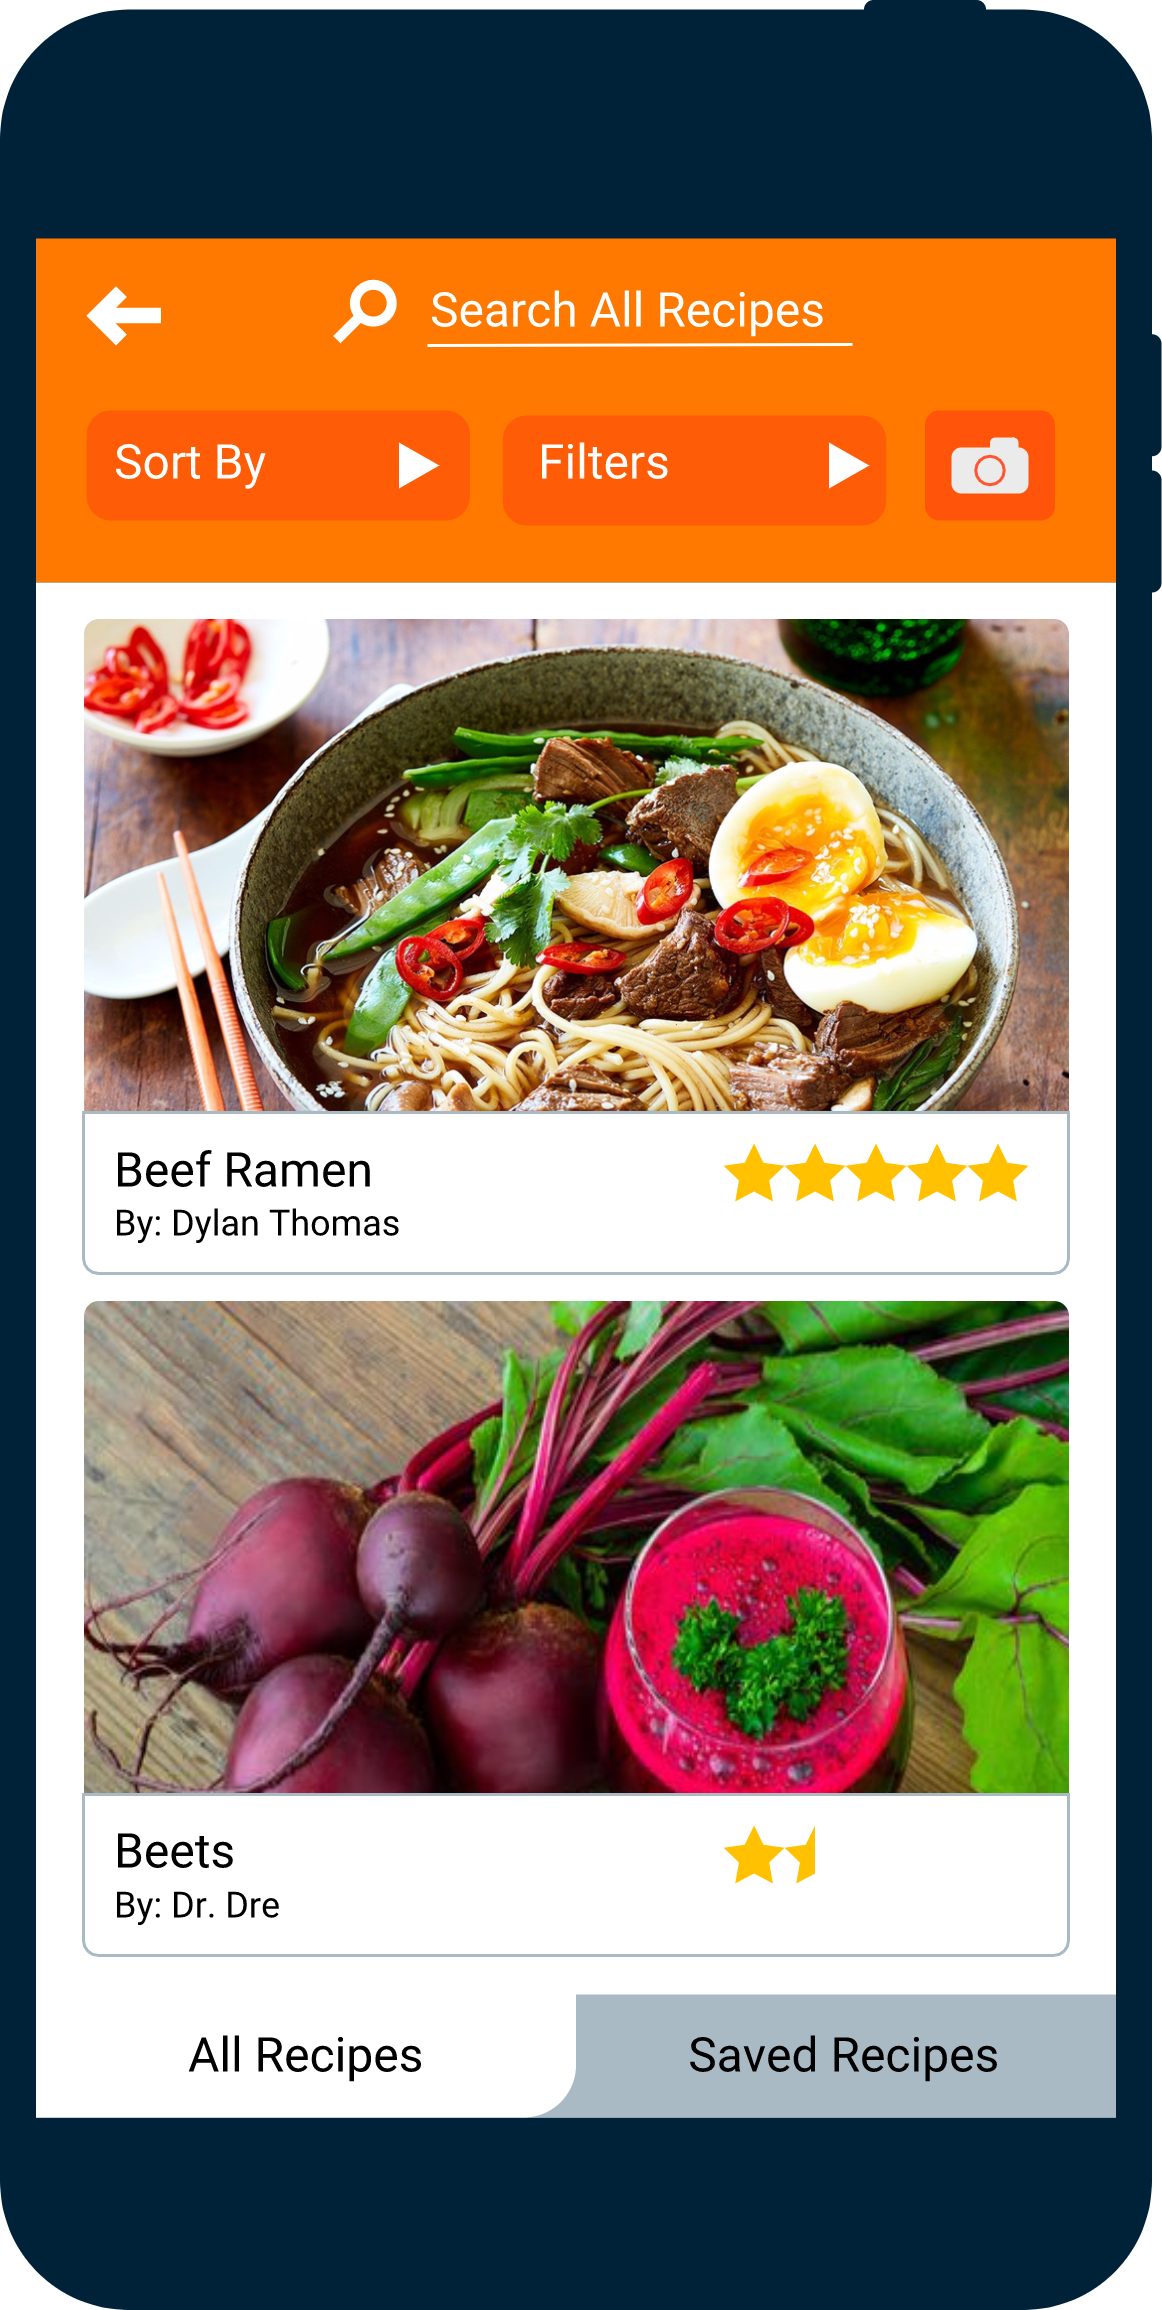 Search All Recipes
Sort By
Filters
Beef Ramen
By: Dylan Thomas
Beets
By: Dr. Dre
All Recipes
Saved Recipes